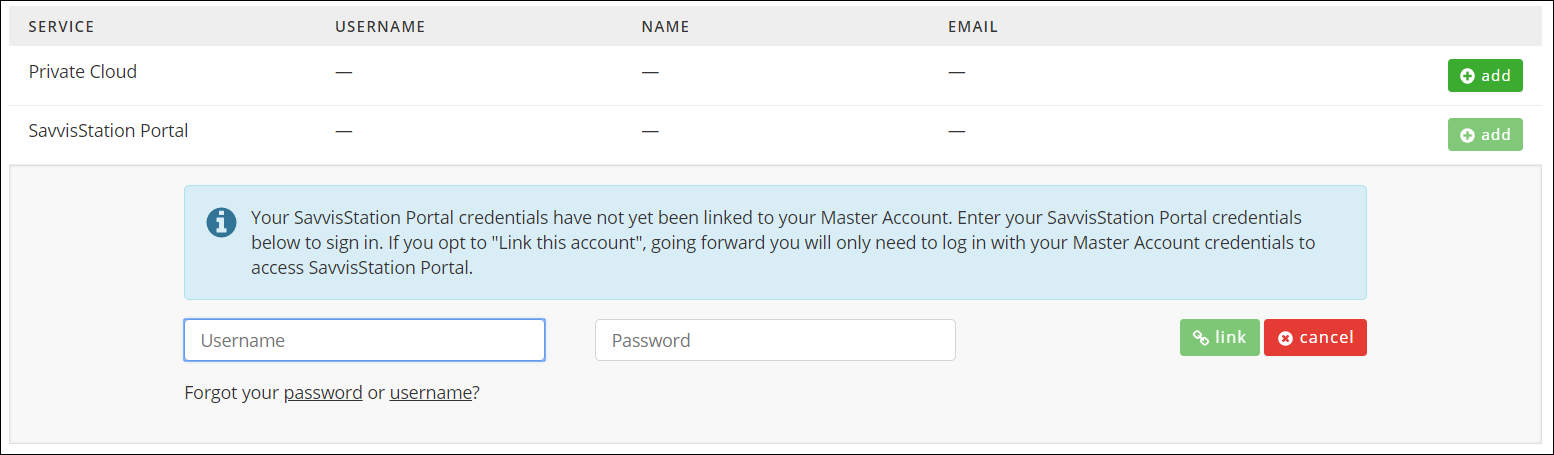 SERVICE USERNAME NAME EMAIL
Private Cloud — — — add
SavvisStation Portal — — — add
Your SavvisStation Portal credentials have not yet been linked to your Master Account. Enter your SavvisStation Portal credentials
below to sign in. If you opt to "Link this account", going forward you will only need to log in with your Master Account credentials to
access SavvisStation Portal.
Username Password link cancel
Forgot your password or username?